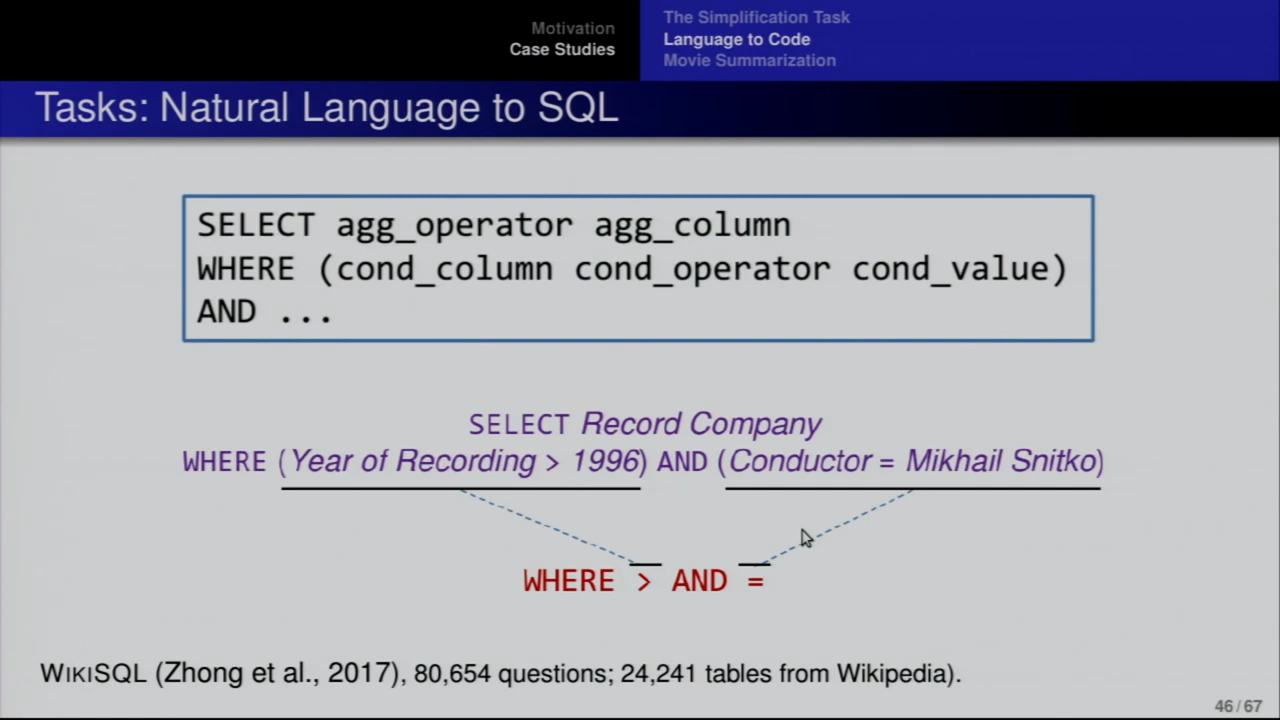 Motivation
Case Studies
The Simplification Task
Language to Code
Movie Summarization
Tasks: Natural Language to SQL
SELECT agg_operator agg_column
WHERE (cond_column cond_operator cond_value)
AND ...
SELECT Record Company
WHERE (Year of Recording > 1996) AND (Conductor = Mikhail Snitko)
WHERE > AND =
WIKISQL (Zhong et al., 2017), 80,654 questions; 24,241 tables from Wikipedia).
46/67